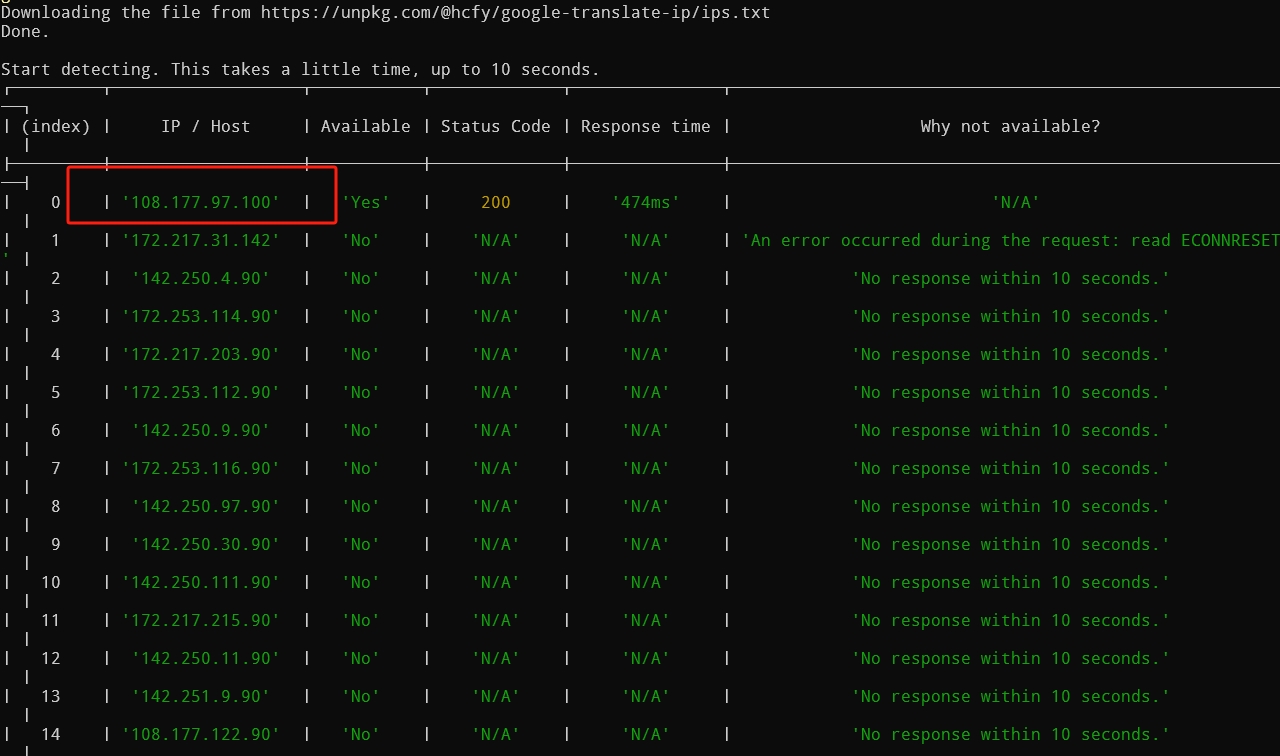 Downloading the file from https://unpkg.com/@hcfy/google-translate-ip/ips.txt
Done.
Start detecting. This takes a little time, up to 10 seconds.
(index) | IP / Host | Available | Status Code | Response time | Why not available?
0 | '108.177.97.100' | 'Yes' | 200 | '474ms' | 'N/A'
1 | '172.217.31.142' | 'No' | 'N/A' | 'N/A' | 'An error occurred during the request: read ECONNRESET
'
2 | '142.250.4.90' | 'No' | 'N/A' | 'N/A' | 'No response within 10 seconds.'
3 | '172.253.114.90' | 'No' | 'N/A' | 'N/A' | 'No response within 10 seconds.'
4 | '172.217.203.90' | 'No' | 'N/A' | 'N/A' | 'No response within 10 seconds.'
5 | '172.253.112.90' | 'No' | 'N/A' | 'N/A' | 'No response within 10 seconds.'
6 | '142.250.9.90' | 'No' | 'N/A' | 'N/A' | 'No response within 10 seconds.'
7 | '172.253.116.90' | 'No' | 'N/A' | 'N/A' | 'No response within 10 seconds.'
8 | '142.250.97.90' | 'No' | 'N/A' | 'N/A' | 'No response within 10 seconds.'
9 | '142.250.30.90' | 'No' | 'N/A' | 'N/A' | 'No response within 10 seconds.'
10 | '142.250.111.90' | 'No' | 'N/A' | 'N/A' | 'No response within 10 seconds.'
11 | '172.217.215.90' | 'No' | 'N/A' | 'N/A' | 'No response within 10 seconds.'
12 | '142.250.11.90' | 'No' | 'N/A' | 'N/A' | 'No response within 10 seconds.'
13 | '142.251.9.90' | 'No' | 'N/A' | 'N/A' | 'No response within 10 seconds.'
14 | '108.177.122.90' | 'No' | 'N/A' | 'N/A' | 'No response within 10 seconds.'